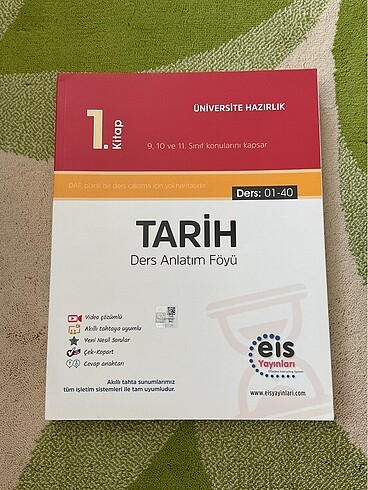 ÜNİVERSİTE HAZIRLIK
1. Kitap
9, 10 ve 11. Sınıf konularını kapsar
DAF, planlı bir ders çalışma için yol haritasıdır.
Ders: 01-40
TARİH
Ders Anlatım Föyü
Video çözümlü
Akıllı tahtaya uyumlu
Yeni Nesil Sorular
Çek-Kopart
Cevap anahtarı
eis
Yayınları
Akıllı tahta sunumlarımız
tüm işletim sistemleri ile tam uyumludur.
www.eisyayinlari.com